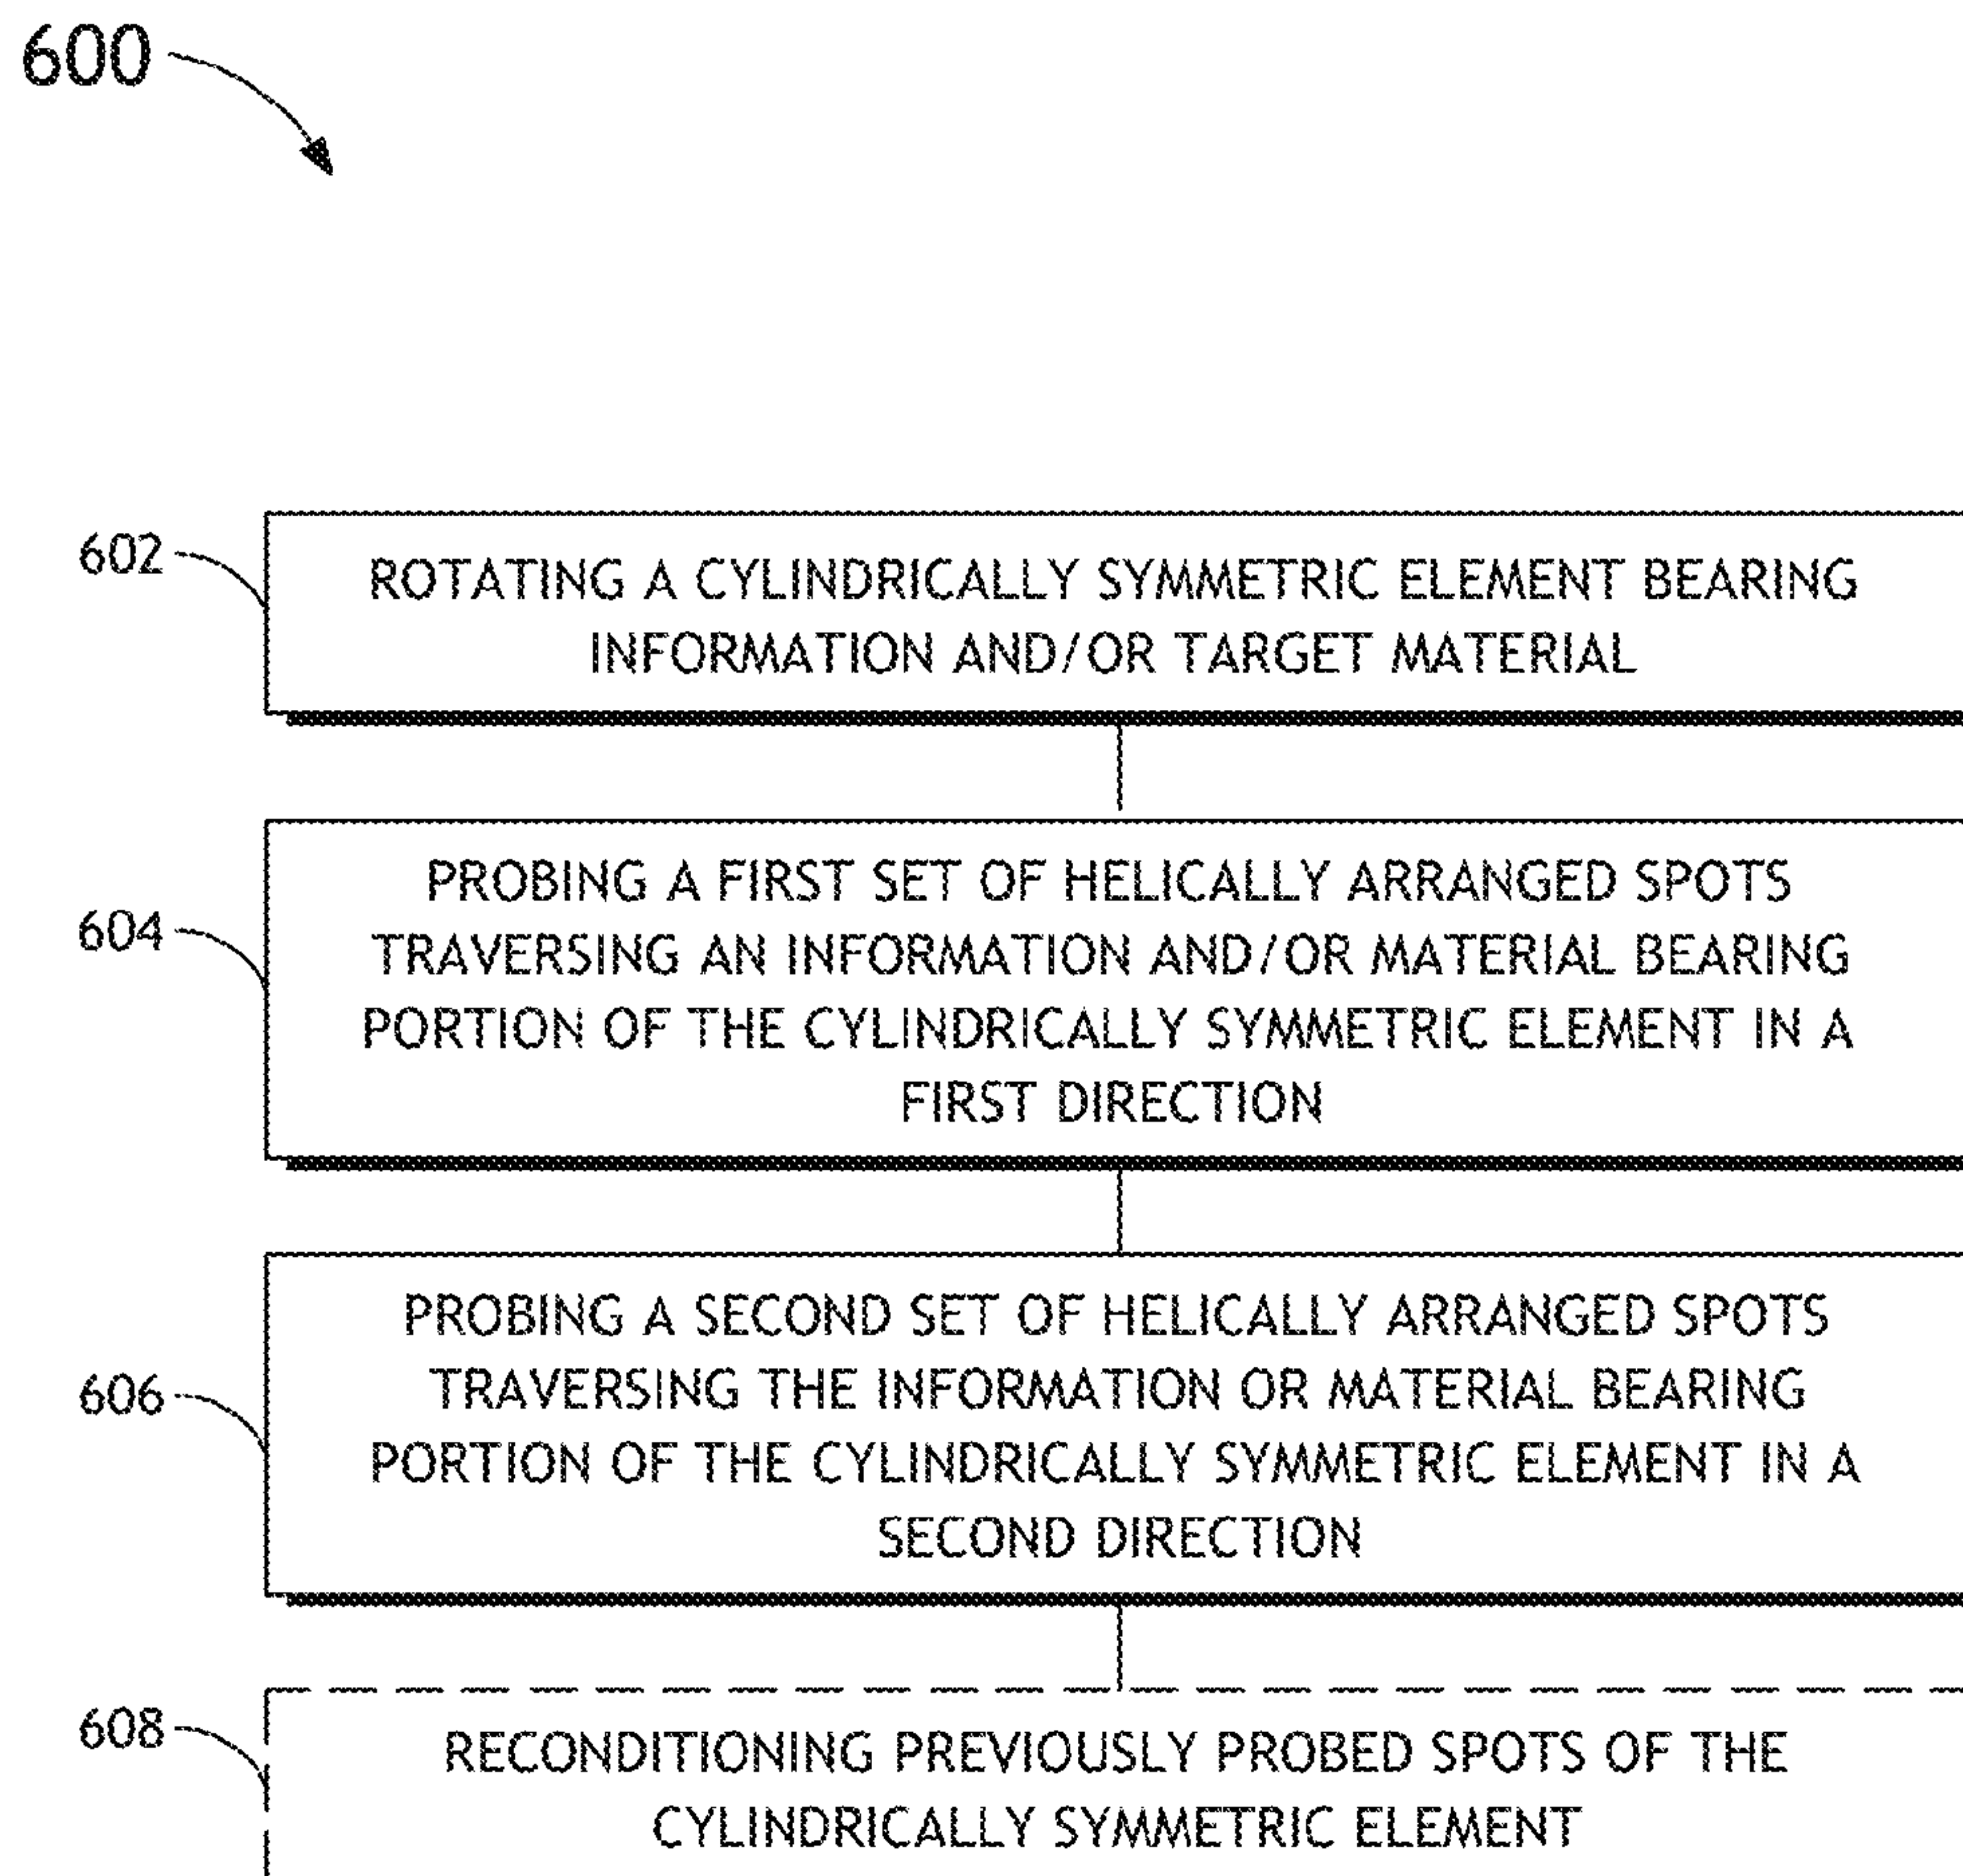 600
602
ROTATING A CYLINDRICALLY SYMMETRIC ELEMENT BEARING
INFORMATION AND/OR TARGET MATERIAL
604
PROBING A FIRST SET OF HELICALLY ARRANGED SPOTS
TRAVERSING AN INFORMATION AND/OR MATERIAL BEARING
PORTION OF THE CYLINDRICALLY SYMMETRIC ELEMENT IN A
FIRST DIRECTION
606
PROBING A SECOND SET OF HELICALLY ARRANGED SPOTS
TRAVERSING THE INFORMATION OR MATERIAL BEARING
PORTION OF THE CYLINDRICALLY SYMMETRIC ELEMENT IN A
SECOND DIRECTION
608
RECONDITIONING PREVIOUSLY PROBED SPOTS OF THE
CYLINDRICALLY SYMMETRIC ELEMENT